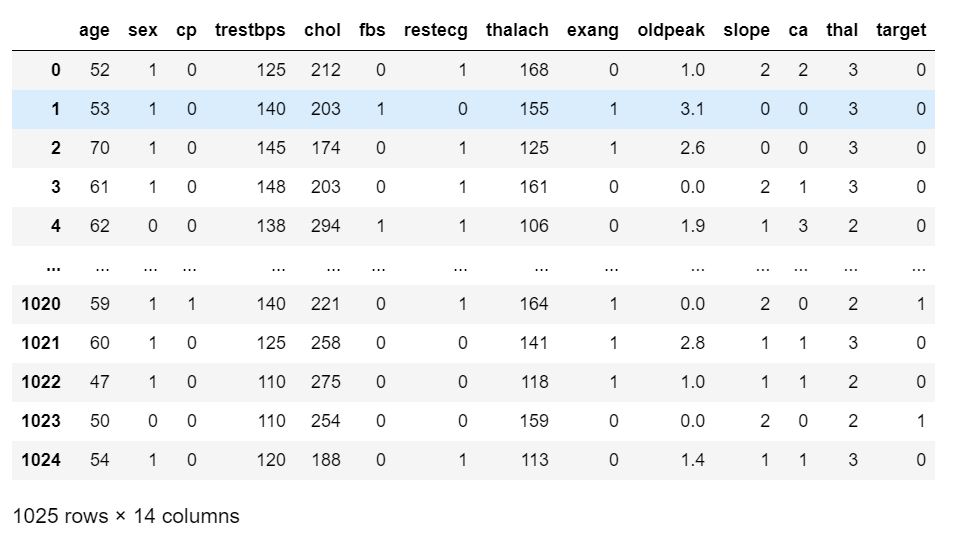 age sex cp trestbps chol fbs restecg thalach exang oldpeak slope ca thal target
0 52 1 0 125 212 0 1 168 0 1.0 2 2 3 0
1 53 1 0 140 203 1 0 155 1 3.1 0 0 3 0
2 70 1 0 145 174 0 1 125 1 2.6 0 0 3 0
3 61 1 0 148 203 0 1 161 0 0.0 2 1 3 0
4 62 0 0 138 294 1 1 106 0 1.9 1 3 2 0
... ... ... ... ... ... ... ... ... ... ... ... ... ... ...
1020 59 1 1 140 221 0 1 164 1 0.0 2 0 2 1
1021 60 1 0 125 258 0 0 141 1 2.8 1 1 3 0
1022 47 1 0 110 275 0 0 118 1 1.0 1 1 2 0
1023 50 0 0 110 254 0 0 159 0 0.0 2 0 2 1
1024 54 1 0 120 188 0 1 113 0 1.4 1 1 3 0
1025 rows × 14 columns